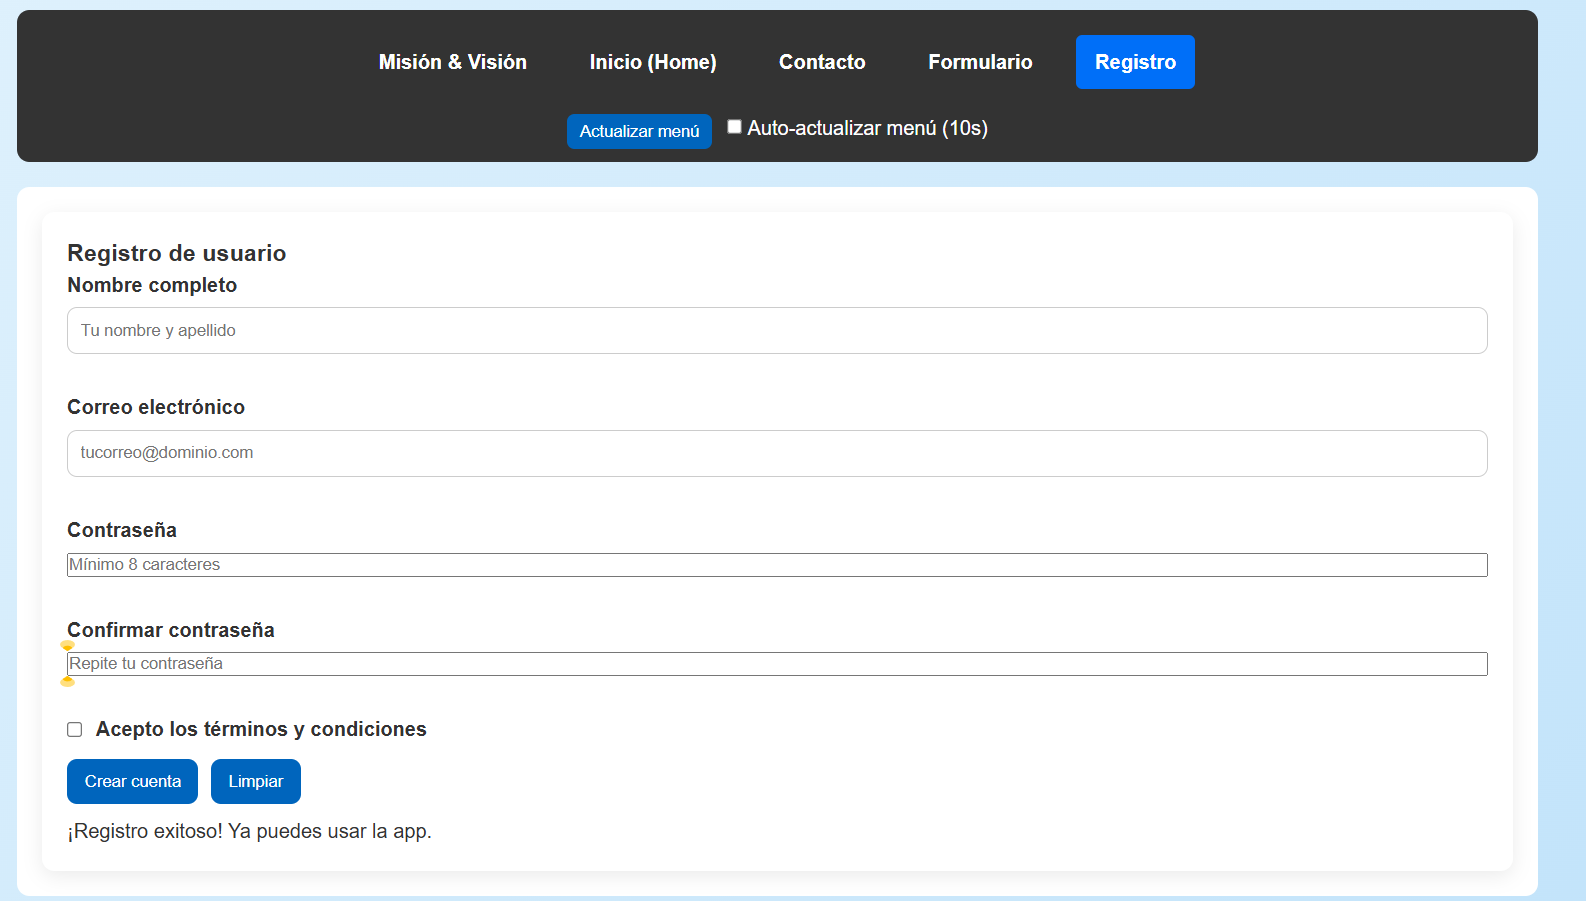 Misión & Visión Inicio (Home) Contacto Formulario Registro
Actualizar menú Auto-actualizar menú (10s)
Registro de usuario
Nombre completo
Tu nombre y apellido
Correo electrónico
tucorreo@dominio.com
Contraseña
Mínimo 8 caracteres
Confirmar contraseña
Repite tu contraseña
Acepto los términos y condiciones
Crear cuenta Limpiar
¡Registro exitoso! Ya puedes usar la app.